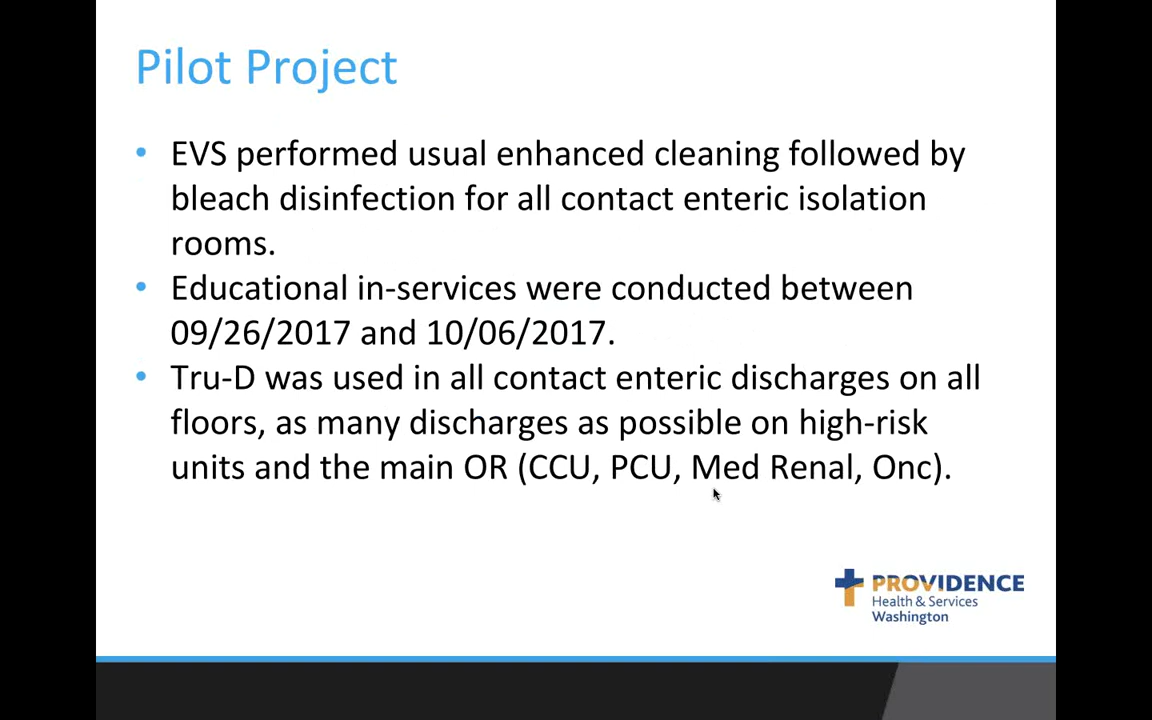 Pilot Project
• EVS performed usual enhanced cleaning followed by
bleach disinfection for all contact enteric isolation
rooms.
• Educational in-services were conducted between
09/26/2017 and 10/06/2017.
• Tru-D was used in all contact enteric discharges on all
floors, as many discharges as possible on high-risk
units and the main OR (CCU, PCU, Med Renal, Onc).
PROVIDENCE
Health & Services
Washington